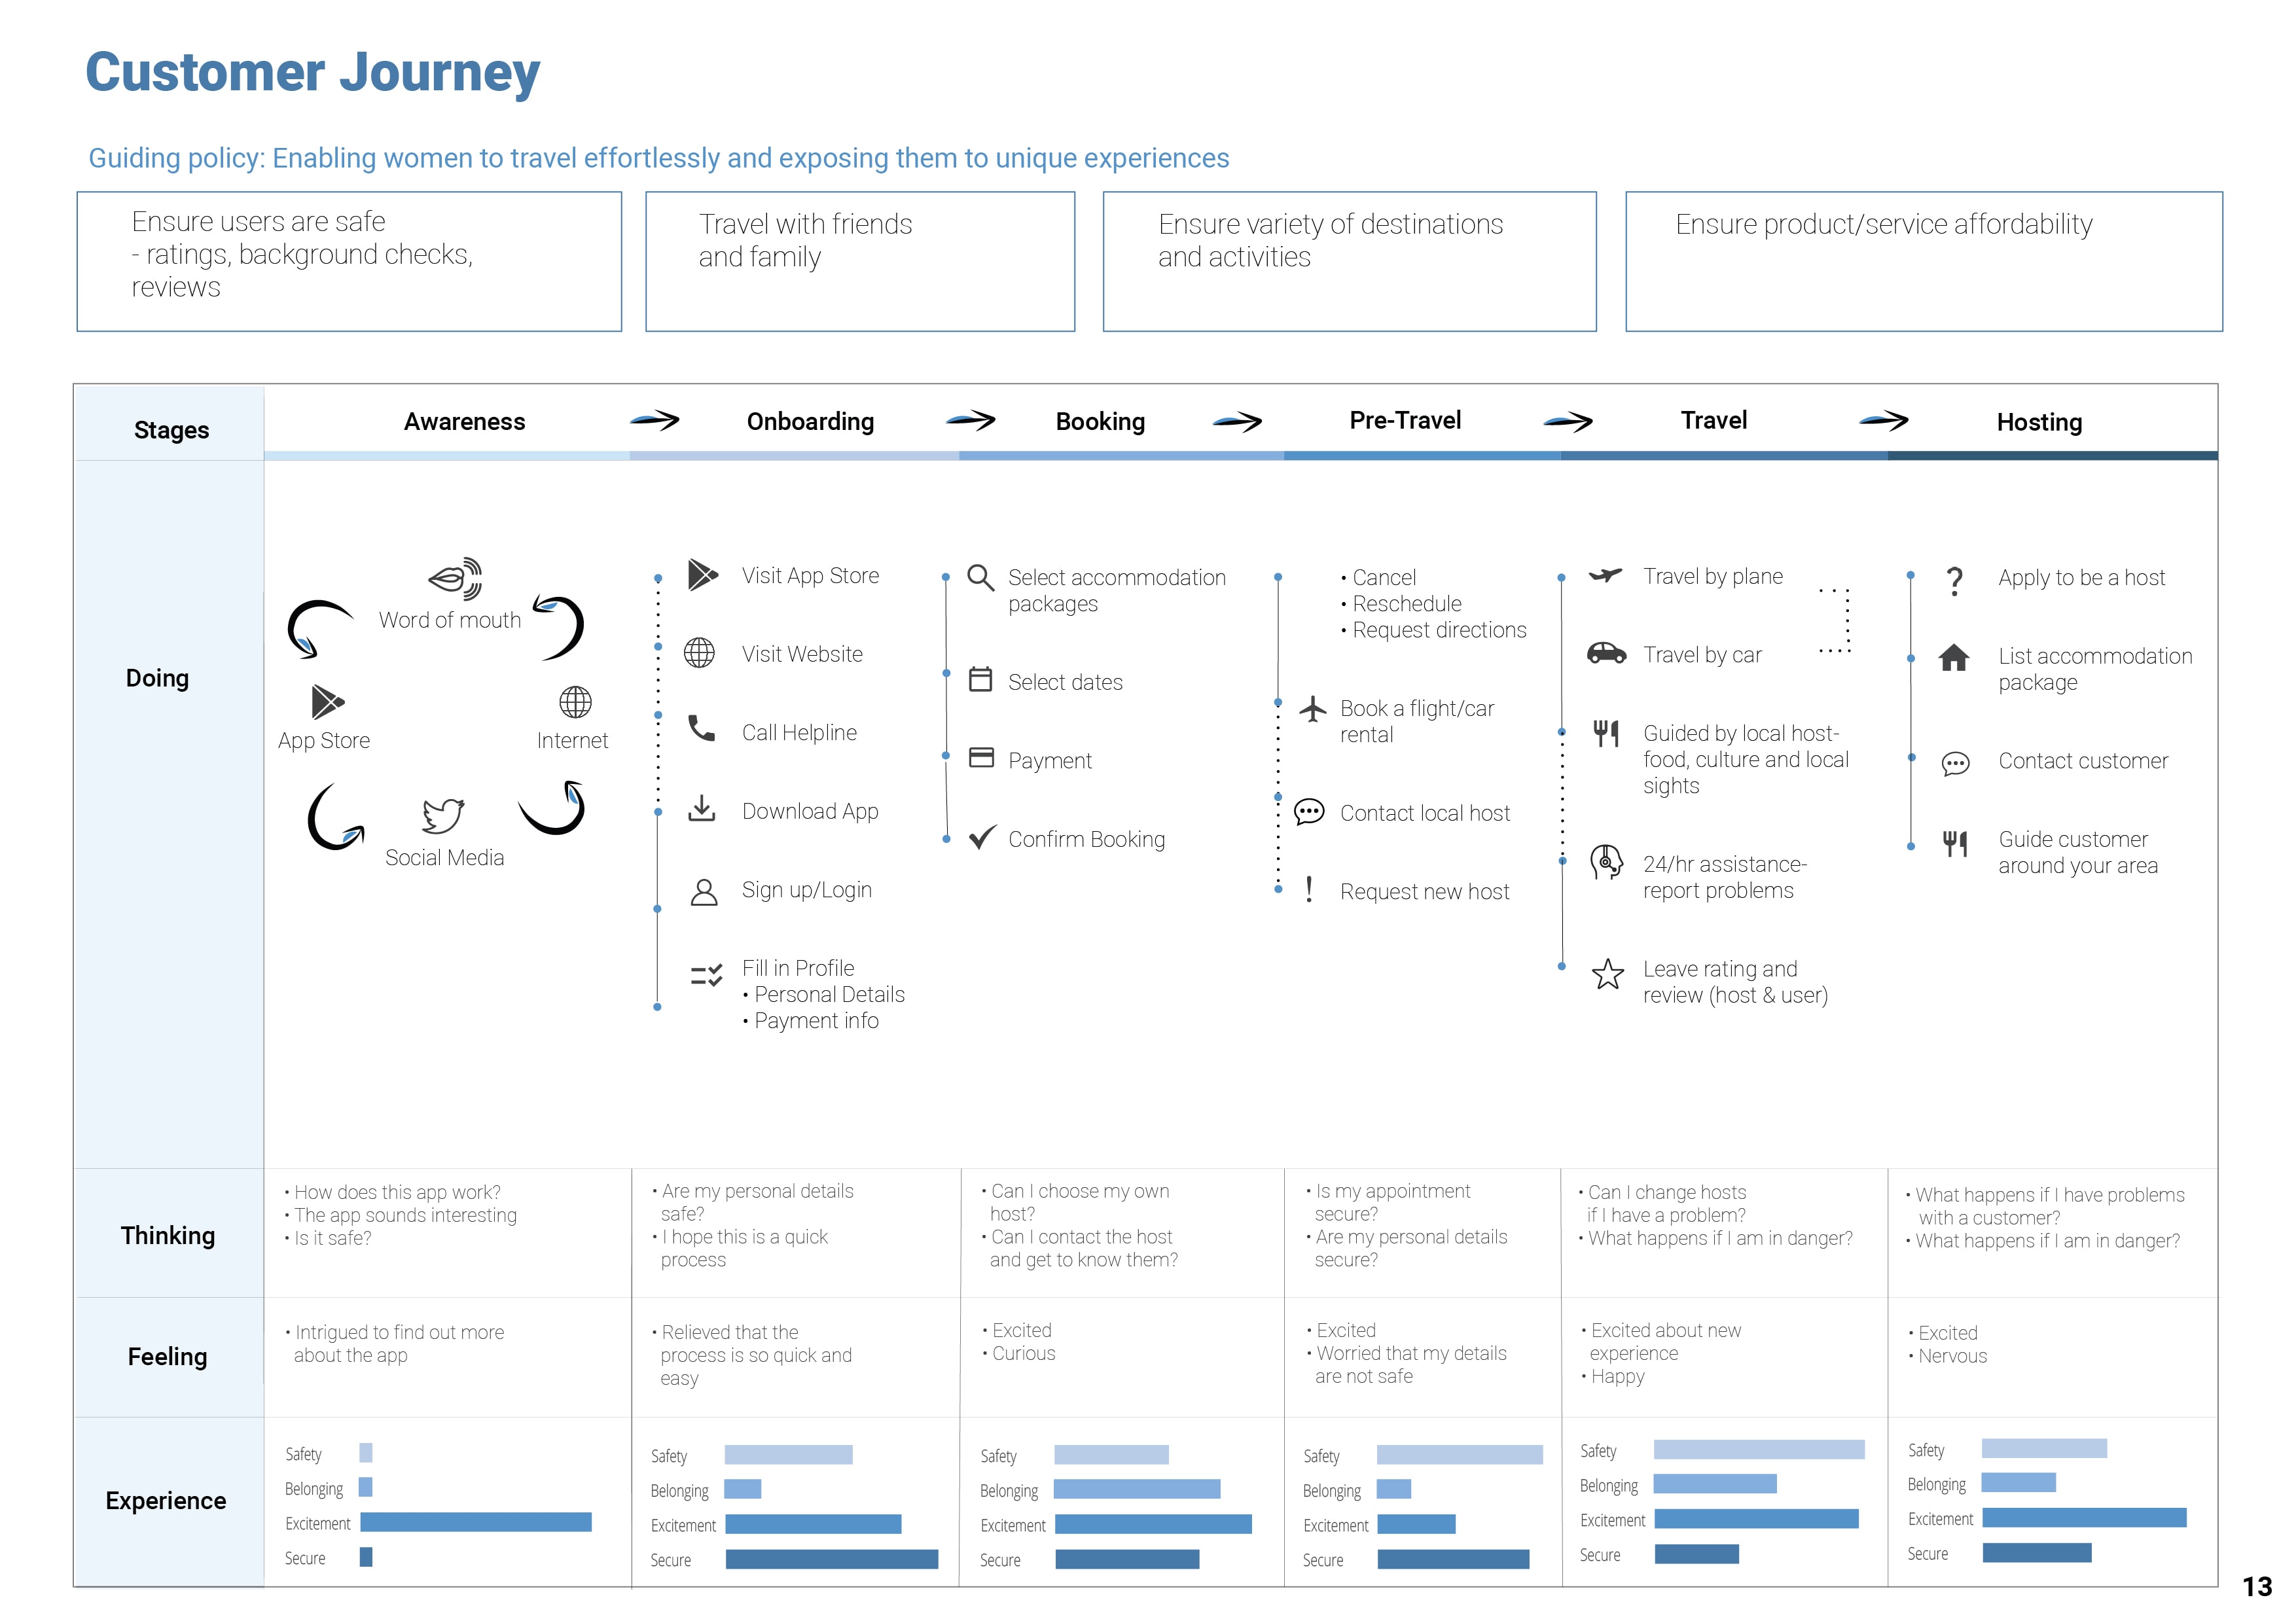 Customer Journey
Guiding policy: Enabling women to travel effortlessly and exposing them to unique experiences
Ensure users are safe
- ratings, background checks,
reviews
Travel with friends
and family
Ensure variety of destinations
and activities
Ensure product/service affordability
Stages
Awareness
Onboarding
Booking
Pre-Travel
Travel
Hosting
Doing
Word of mouth
App Store
Internet
Social Media
Visit App Store
Visit Website
Call Helpline
Download App
Sign up/Login
Fill in Profile
• Personal Details
• Payment info
Select accommodation
packages
Select dates
Payment
Confirm Booking
• Cancel
• Reschedule
• Request directions
Book a flight/car
rental
Contact local host
! Request new host
Travel by plane
Travel by car
Guided by local host-
food, culture and local
sights
24/hr assistance-
report problems
Leave rating and
review (host & user)
? Apply to be a host
List accommodation
package
Contact customer
Guide customer
around your area
Thinking
• How does this app work?
• The app sounds interesting
• Is it safe?
• Are my personal details
safe?
• I hope this is a quick
process
• Can I choose my own
host?
• Can I contact the host
and get to know them?
• Is my appointment
secure?
• Are my personal details
secure?
• Can I change hosts
if I have a problem?
• What happens if I am in danger?
• What happens if I have problems
with a customer?
• What happens if I am in danger?
Feeling
• Intrigued to find out more
about the app
• Relieved that the
process is so quick and
easy
• Excited
• Curious
• Excited
• Worried that my details
are not safe
• Excited about new
experience
• Happy
• Excited
• Nervous
Experience
Safety
Belonging
Excitement
Secure
Safety
Belonging
Excitement
Secure
Safety
Belonging
Excitement
Secure
Safety
Belonging
Excitement
Secure
Safety
Belonging
Excitement
Secure
Safety
Belonging
Excitement
Secure
13